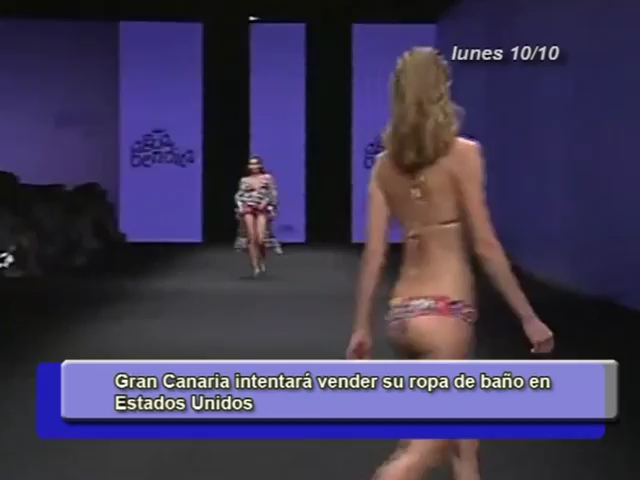 lunes 10/10
Gran Canaria intentará vender su ropa de baño en
Estados Unidos